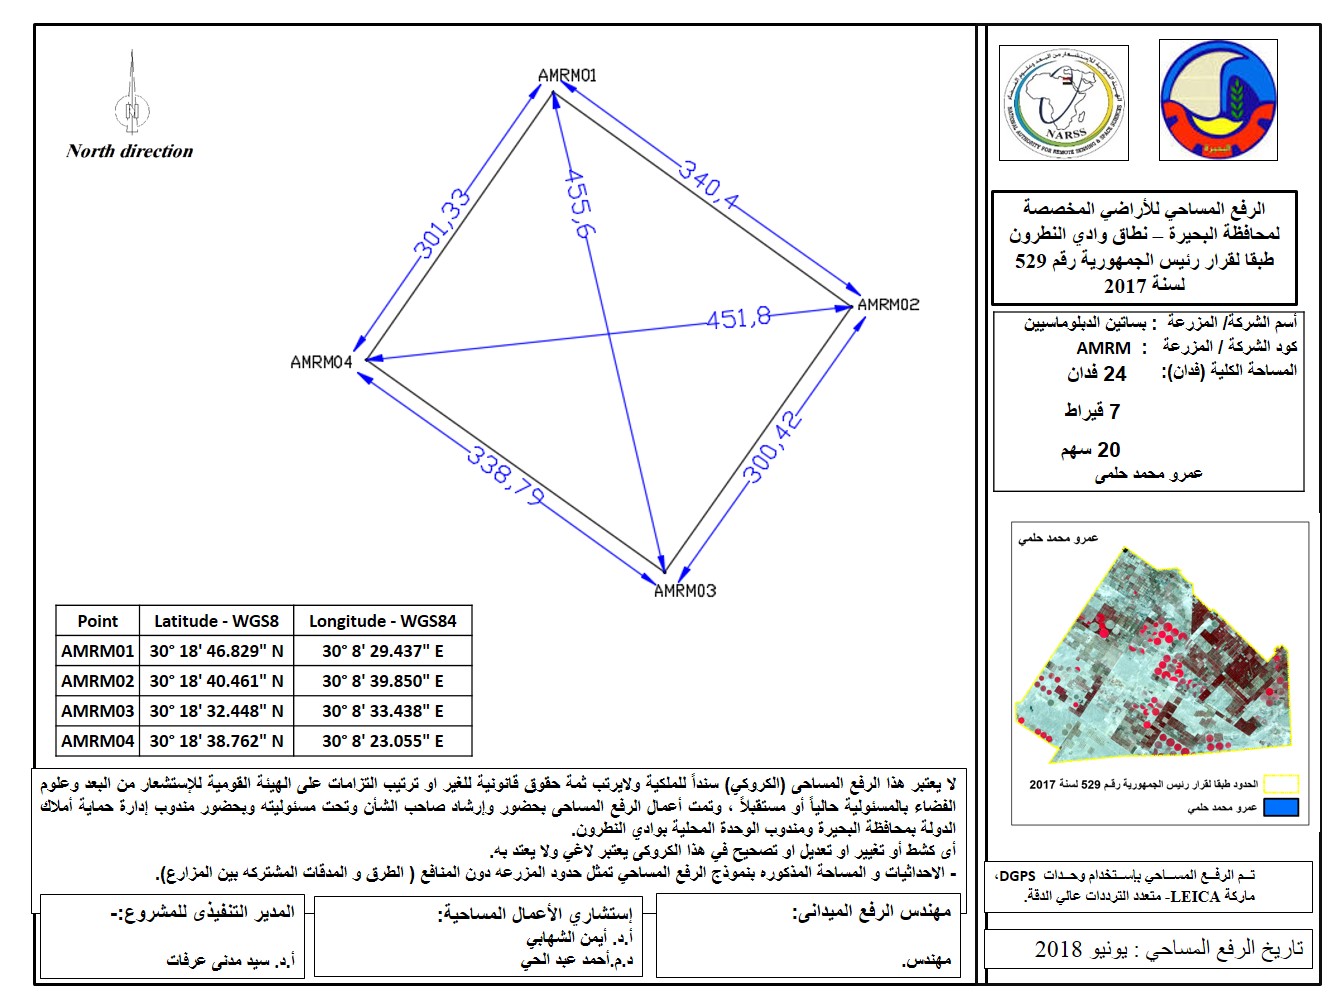 North direction
N
AMRM01
340,4
301,33
455,6
451,8
AMRM02
AMRM04
338,79
300,42
AMRM03
Point Latitude - WGS8 Longitude - WGS84
AMRM01 30° 18' 46.829" N 30° 8' 29.437" E
AMRM02 30° 18' 40.461" N 30° 8' 39.850" E
AMRM03 30° 18' 32.448" N 30° 8' 33.438" E
AMRM04 30° 18' 38.762" N 30° 8' 23.055" E
NARSS
NATIONAL AUTHORITY FOR REMOTE SENSING & SPACE SCIENCES
البحيرة
الرفع المساحي للأراضي المخصصة
لمحافظة البحيرة – نطاق وادي النطرون
طبقا لقرار رئيس الجمهورية رقم 529
لسنة 2017
أسم الشركة/ المزرعة : بساتين الدبلوماسيين
كود الشركة / المزرعة : AMRM
المساحة الكلية (فدان): 24 فدان
7 قيراط
20 سهم
عمرو محمد حلمى
عمرو محمد حلمي
الحدود طبقا لقرار رئيس الجمهورية رقم 529 لسنة 2017
عمرو محمد حلمي
تـم الرفـع المسـاحي بإسـتخدام وحـدات DGPS،
ماركة LEICA- متعدد الترددات عالي الدقة.
تاريخ الرفع المساحي : يونيو 2018
لا يعتبر هذا الرفع المساحى (الكروكي) سنداً للملكية ولايرتب ثمة حقوق قانونية للغير او ترتيب التزامات على الهيئة القومية للإستشعار من البعد وعلوم
الفضاء بالمسئولية حالياً أو مستقبلاً ، وتمت أعمال الرفع المساحى بحضور وإرشاد صاحب الشأن وتحت مسئوليته وبحضور مندوب إدارة حماية أملاك
الدولة بمحافظة البحيرة ومندوب الوحدة المحلية بوادي النطرون.
أى كشط أو تغيير او تعديل او تصحيح في هذا الكروكى يعتبر لاغي ولا يعتد به.
- الاحداثيات و المساحة المذكوره بنموذج الرفع المساحي تمثل حدود المزرعه دون المنافع ( الطرق و المدقات المشتركه بين المزارع).
مهندس الرفع الميدانى:
مهندس.
إستشاري الأعمال المساحية:
أ.د. أيمن الشهابي
د.م.أحمد عبد الحي
المدير التنفيذى للمشروع:-
أ.د. سيد مدنى عرفات